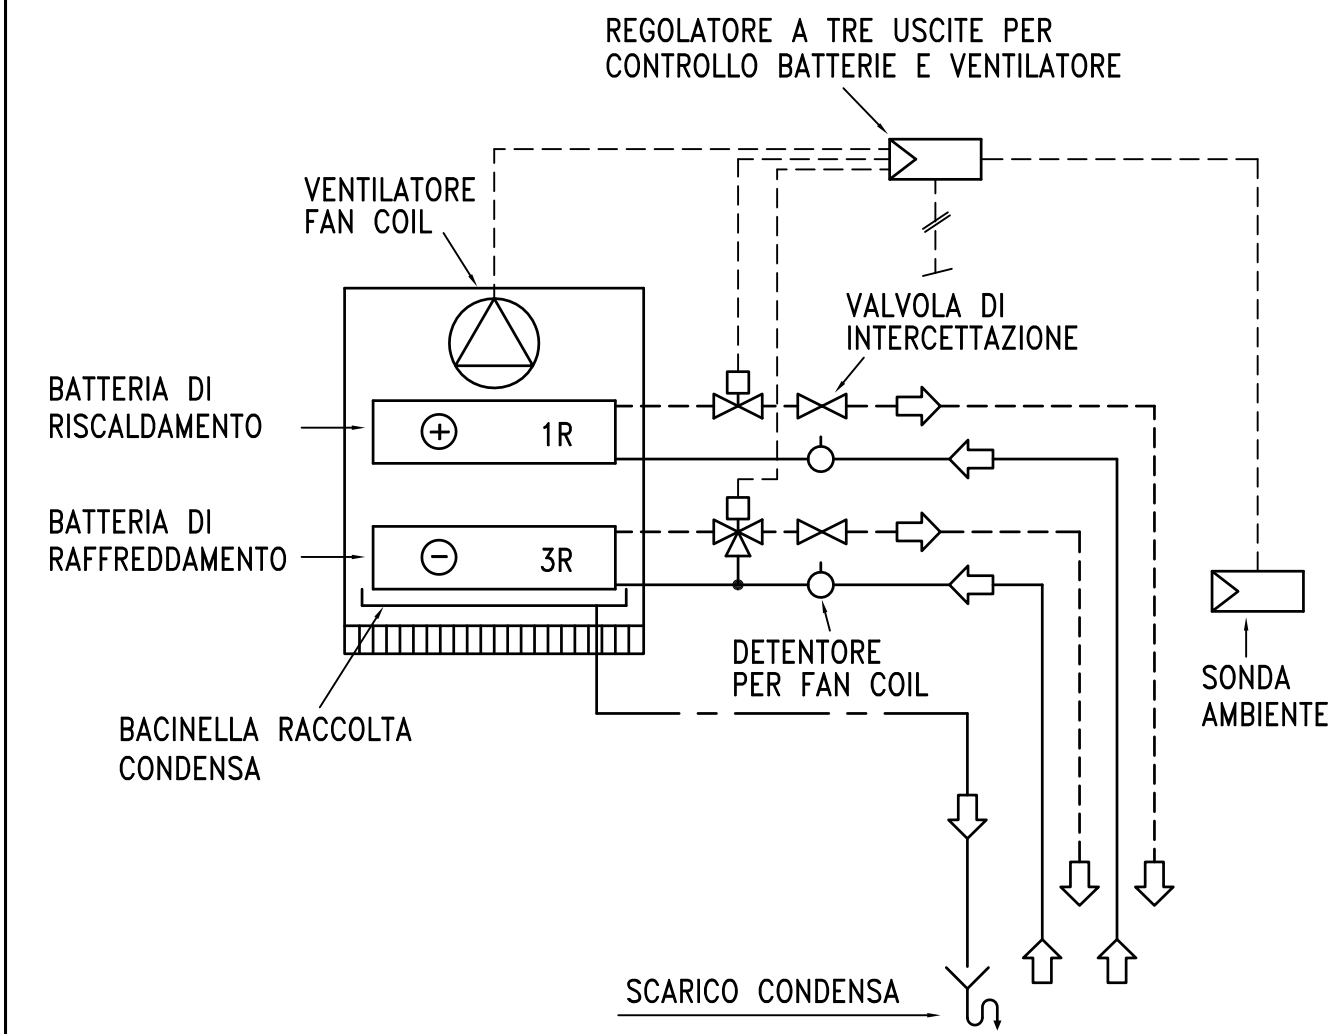 REGOLATORE A TRE USCITE PER
CONTROLLO BATTERIE E VENTILATORE
VENTILATORE
FAN COIL
VALVOLA DI
INTERCETTAZIONE
BATTERIA DI
RISCALDAMENTO
1R
BATTERIA DI
RAFFREDDAMENTO
3R
DETENTORE
PER FAN COIL
SONDA
AMBIENTE
BACINELLA RACCOLTA
CONDENSA
SCARICO CONDENSA